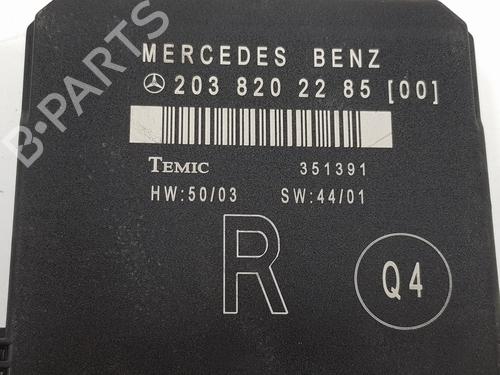 MERCEDES BENZ
203 820 22 85 [00]
TEMIC 351391
HW:50/03 SW:44/01
R
Q4
B-PARTS